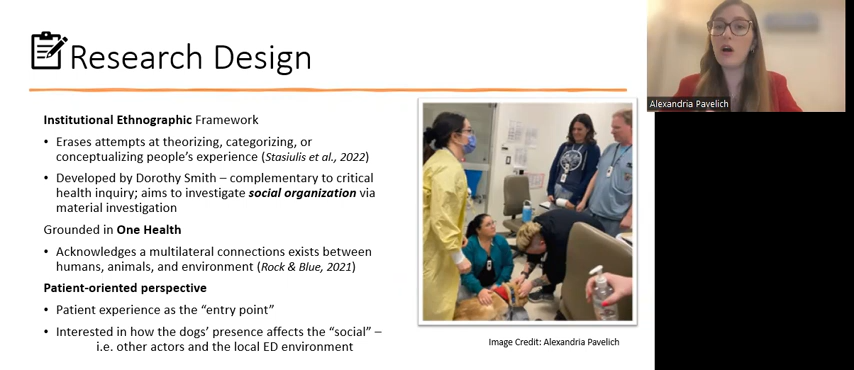 Research Design
Institutional Ethnographic Framework
• Erases attempts at theorizing, categorizing, or
conceptualizing people's experience (Stasiulis et al., 2022)
• Developed by Dorothy Smith – complementary to critical
health inquiry; aims to investigate social organization via
material investigation
Grounded in One Health
• Acknowledges a multilateral connections exists between
humans, animals, and environment (Rock & Blue, 2021)
Patient-oriented perspective
• Patient experience as the “entry point”
• Interested in how the dogs’ presence affects the “social” –
i.e. other actors and the local ED environment
Image Credit: Alexandria Pavelich
Alexandria Pavelich